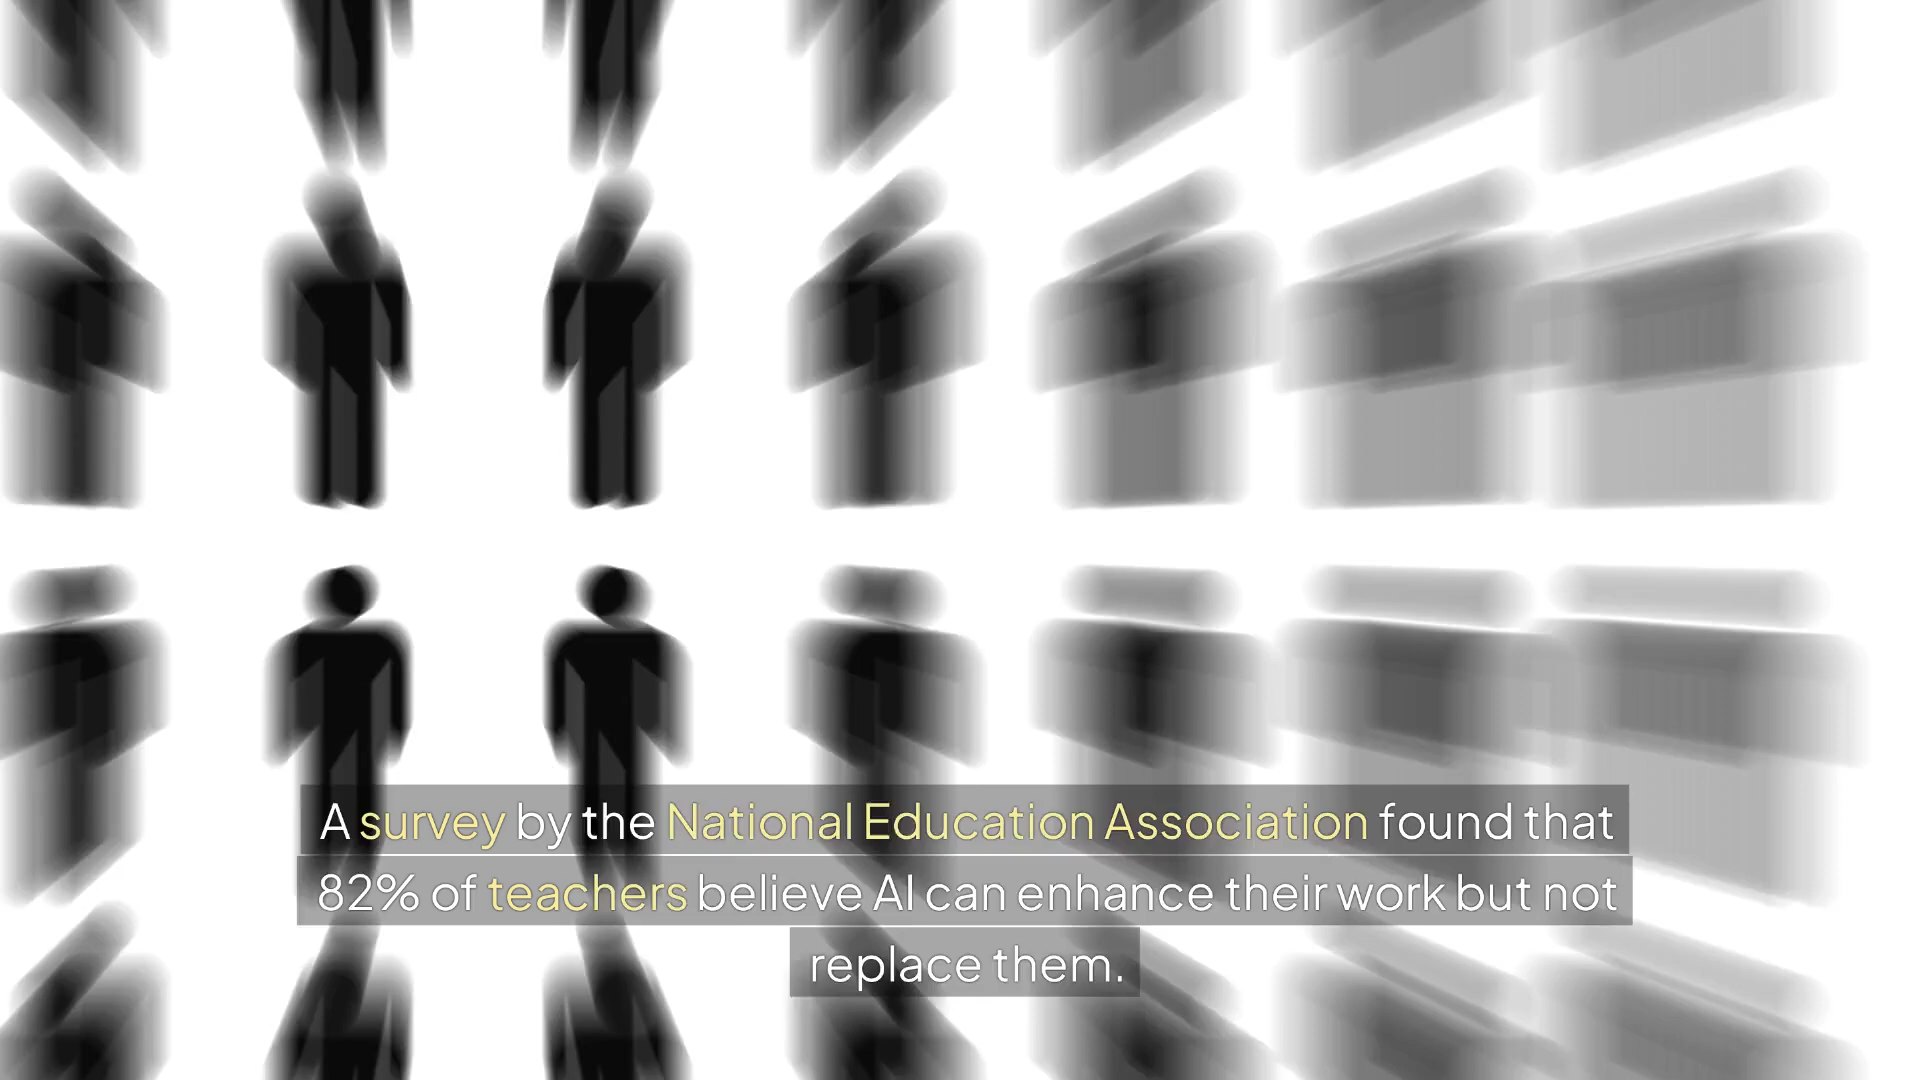 A survey by the National Education Association found that
82% of teachers believe AI can enhance their work but not
replace them.